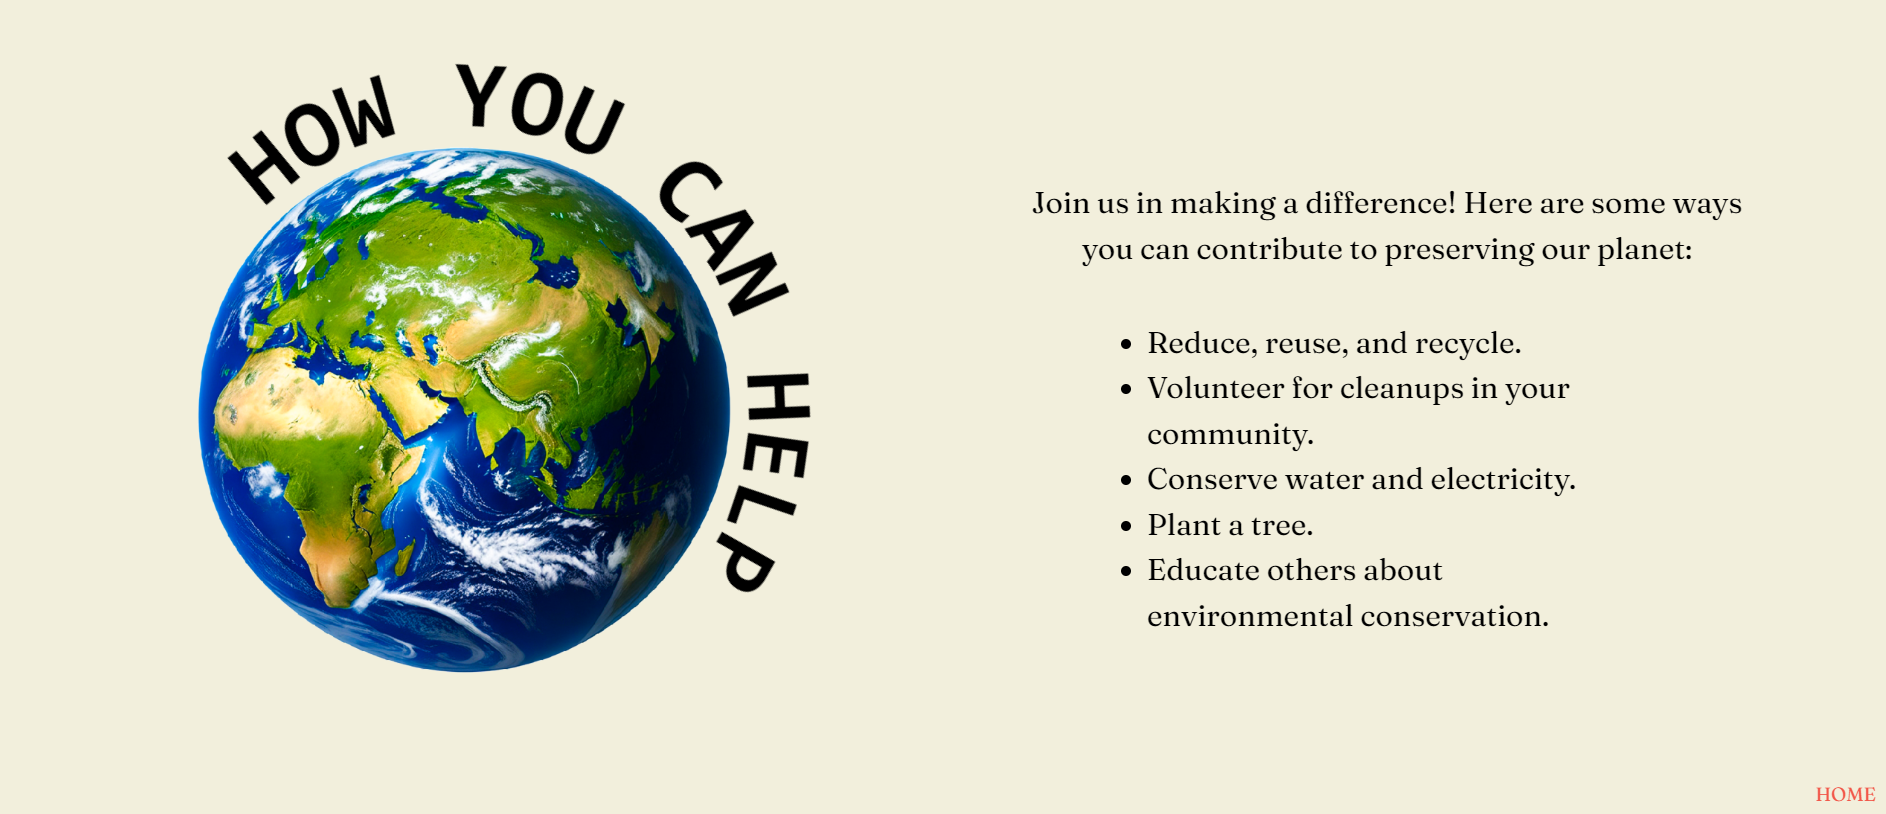 HOW YOU CAN HELP
Join us in making a difference! Here are some ways
you can contribute to preserving our planet:
• Reduce, reuse, and recycle.
• Volunteer for cleanups in your
community.
• Conserve water and electricity.
• Plant a tree.
• Educate others about
environmental conservation.
HOME